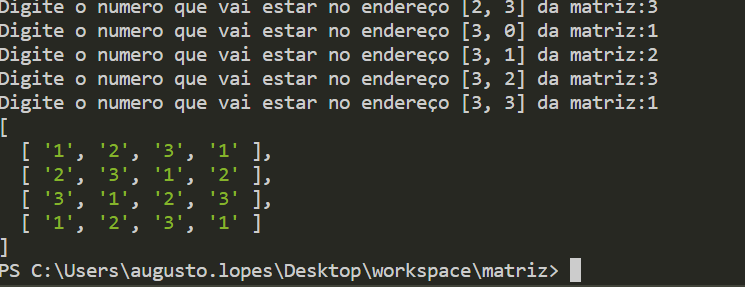 Digite o numero que vai estar no endereço [2, 3] da matriz:3
Digite o numero que vai estar no endereço [3, 0] da matriz:1
Digite o numero que vai estar no endereço [3, 1] da matriz:2
Digite o numero que vai estar no endereço [3, 2] da matriz:3
Digite o numero que vai estar no endereço [3, 3] da matriz:1
[
  [ '1', '2', '3', '1' ],
  [ '2', '3', '1', '2' ],
  [ '3', '1', '2', '3' ],
  [ '1', '2', '3', '1' ]
]
PS C:\Users\augusto.lopes\Desktop\workspace\matriz>